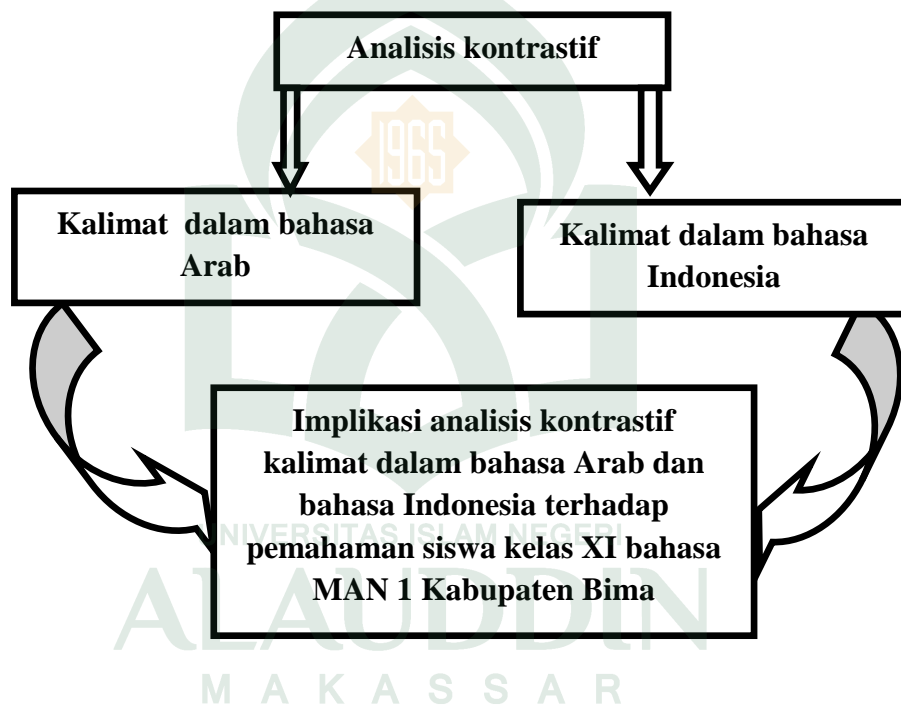 Analisis kontrastif
1965
Kalimat dalam bahasa
Arab
Kalimat dalam bahasa
Indonesia
Implikasi analisis kontrastif
kalimat dalam bahasa Arab dan
bahasa Indonesia terhadap
pemahaman siswa kelas XI bahasa
MAN 1 Kabupaten Bima
UNIVERSITAS ISLAM NEGERI
ALAUDDIN
MAKASSAR